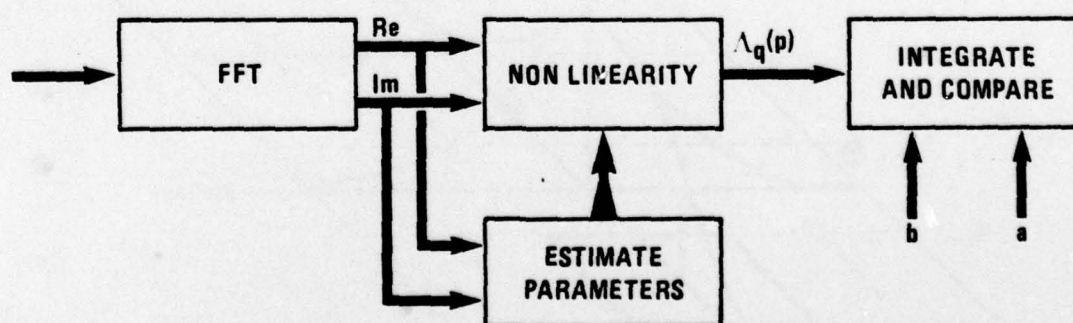 Re
FFT
Im
NON LINEARITY
Λq(p)
INTEGRATE
AND COMPARE
b
a
ESTIMATE
PARAMETERS